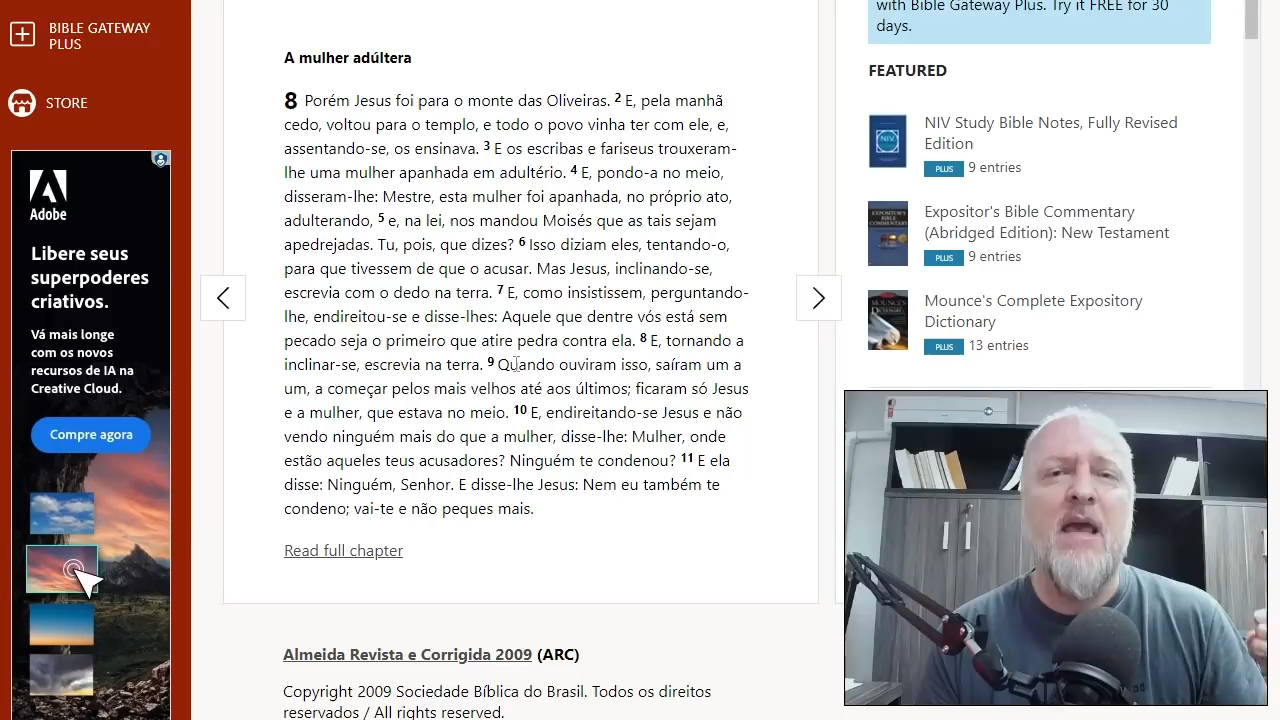 BIBLE GATEWAY
PLUS
STORE
Adobe
Libere seus
superpoderes
criativos.
Vá mais longe
com os novos
recursos de IA na
Creative Cloud.
Compre agora
A mulher adúltera
8 Porém Jesus foi para o monte das Oliveiras. 2 E, pela manhã
cedo, voltou para o templo, e todo o povo vinha ter com ele, e,
assentando-se, os ensinava. 3 E os escribas e fariseus trouxeram-
lhe uma mulher apanhada em adultério. 4 E, pondo-a no meio,
disseram-lhe: Mestre, esta mulher foi apanhada, no próprio ato,
adulterando, 5 e, na lei, nos mandou Moisés que as tais sejam
apedrejadas. Tu, pois, que dizes? 6 Isso diziam eles, tentando-o,
para que tivessem de que o acusar. Mas Jesus, inclinando-se,
escrevia com o dedo na terra. 7 E, como insistissem, perguntando-
lhe, endireitou-se e disse-lhes: Aquele que dentre vós está sem
pecado seja o primeiro que atire pedra contra ela. 8 E, tornando a
inclinar-se, escrevia na terra. 9 Quando ouviram isso, saíram um a
um, a começar pelos mais velhos até aos últimos; ficaram só Jesus
e a mulher, que estava no meio. 10 E, endireitando-se Jesus e não
vendo ninguém mais do que a mulher, disse-lhe: Mulher, onde
estão aqueles teus acusadores? Ninguém te condenou? 11 E ela
disse: Ninguém, Senhor. E disse-lhe Jesus: Nem eu também te
condeno; vai-te e não peques mais.
Read full chapter
Almeida Revista e Corrigida 2009 (ARC)
Copyright 2009 Sociedade Bíblica do Brasil. Todos os direitos
reservados / All rights reserved.
with Bible Gateway Plus. Try it FREE for 30
days.
FEATURED
NIV Study Bible Notes, Fully Revised
Edition
PLUS 9 entries
Expositor's Bible Commentary
(Abridged Edition): New Testament
PLUS 9 entries
Mounce's Complete Expository
Dictionary
PLUS 13 entries